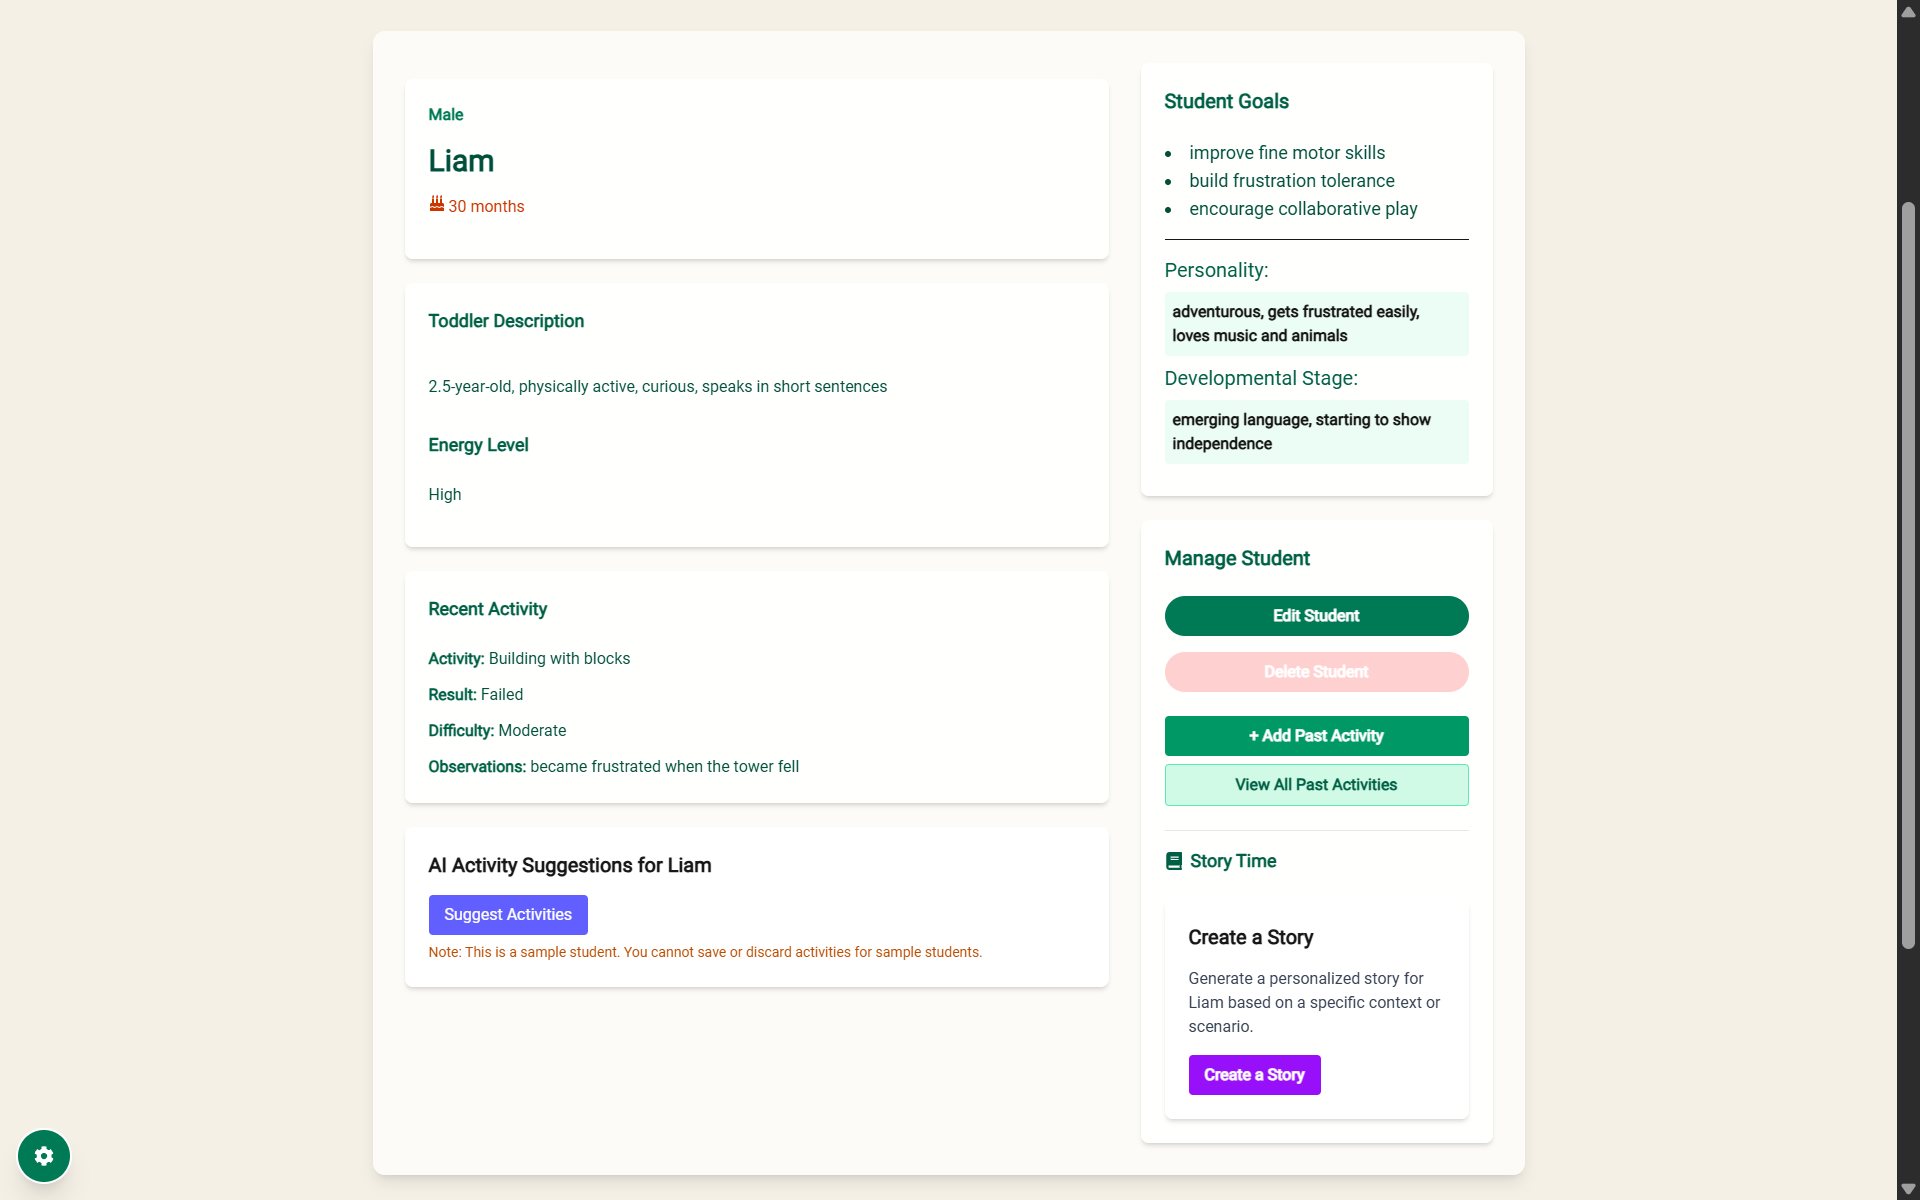 Male
Liam
30 months
Toddler Description
2.5-year-old, physically active, curious, speaks in short sentences
Energy Level
High
Recent Activity
Activity: Building with blocks
Result: Failed
Difficulty: Moderate
Observations: became frustrated when the tower fell
AI Activity Suggestions for Liam
Suggest Activities
Note: This is a sample student. You cannot save or discard activities for sample students.
Student Goals
• improve fine motor skills
• build frustration tolerance
• encourage collaborative play
Personality:
adventurous, gets frustrated easily,
loves music and animals
Developmental Stage:
emerging language, starting to show
independence
Manage Student
Edit Student
Delete Student
+ Add Past Activity
View All Past Activities
Story Time
Create a Story
Generate a personalized story for
Liam based on a specific context or
scenario.
Create a Story